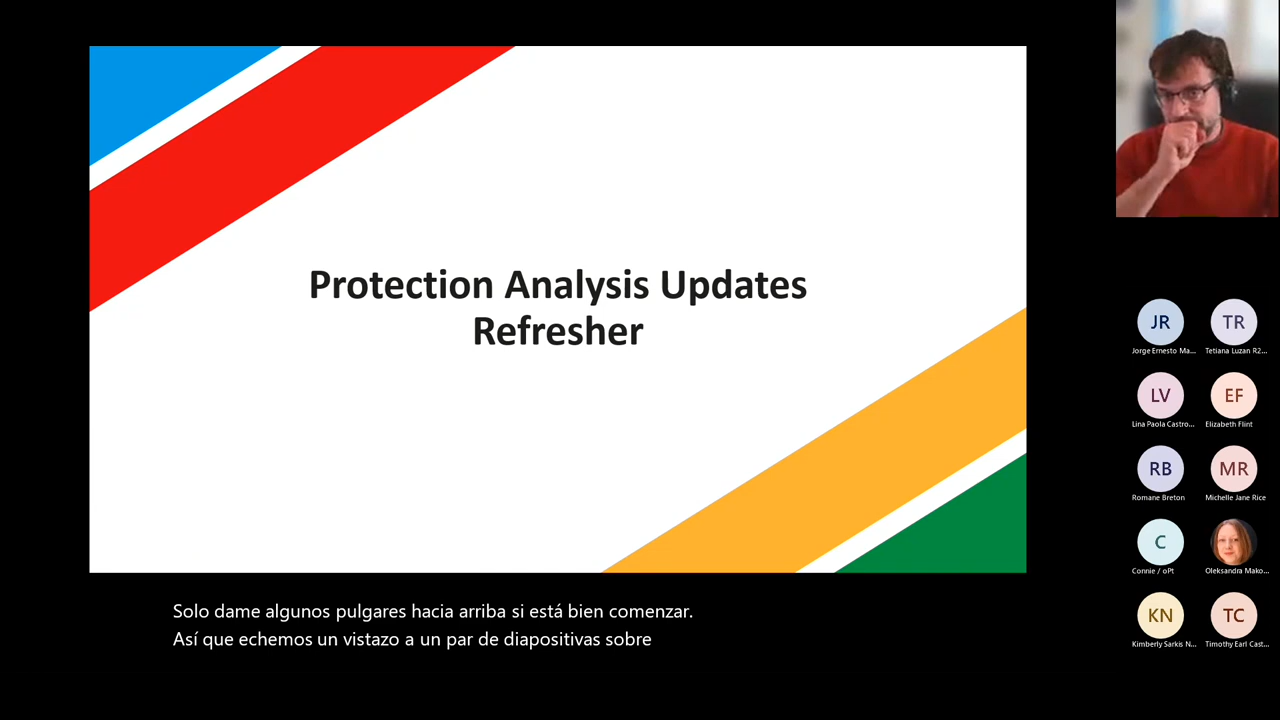 Protection Analysis Updates
Refresher
JR
TR
Jorge Ernesto Ma...
Tetiana Luzan R2...
LV
EF
Lina Paola Castro...
Elizabeth Flint
RB
MR
Romane Breton
Michelle Jane Rice
C
Connie / oPt
Oleksandra Mako...
KN
TC
Kimberly Sarkis N...
Timothy Earl Cast...
Solo dame algunos pulgares hacia arriba si está bien comenzar.
Así que echemos un vistazo a un par de diapositivas sobre